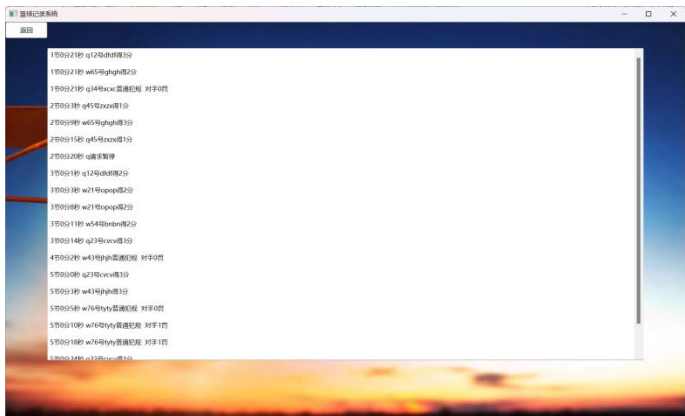 篮球记录系统
返回
1节0分21秒 q12号dfdf得3分
1节0分21秒 w65号ghgh得2分
1节0分21秒 q34号xcxc普通犯规 对手0罚
2节0分3秒 q45号zxzx得1分
2节0分9秒 w65号ghgh得3分
2节0分15秒 q45号zxzx得1分
2节0分20秒 q请求暂停
3节0分1秒 q12号dfdf得2分
3节0分3秒 w21号opop得2分
3节0分8秒 w21号opop得2分
3节0分11秒 w54号bnbn得2分
3节0分14秒 q23号cvcv得3分
4节0分2秒 w43号jhjh普通犯规 对手0罚
5节0分0秒 q23号cvcv得3分
5节0分3秒 w43号jhjh得3分
5节0分5秒 w76号tyty普通犯规 对手0罚
5节0分10秒 w76号tyty普通犯规 对手1罚
5节0分18秒 w76号tyty普通犯规 对手1罚
5节0分24秒 q23号cvcv得1分